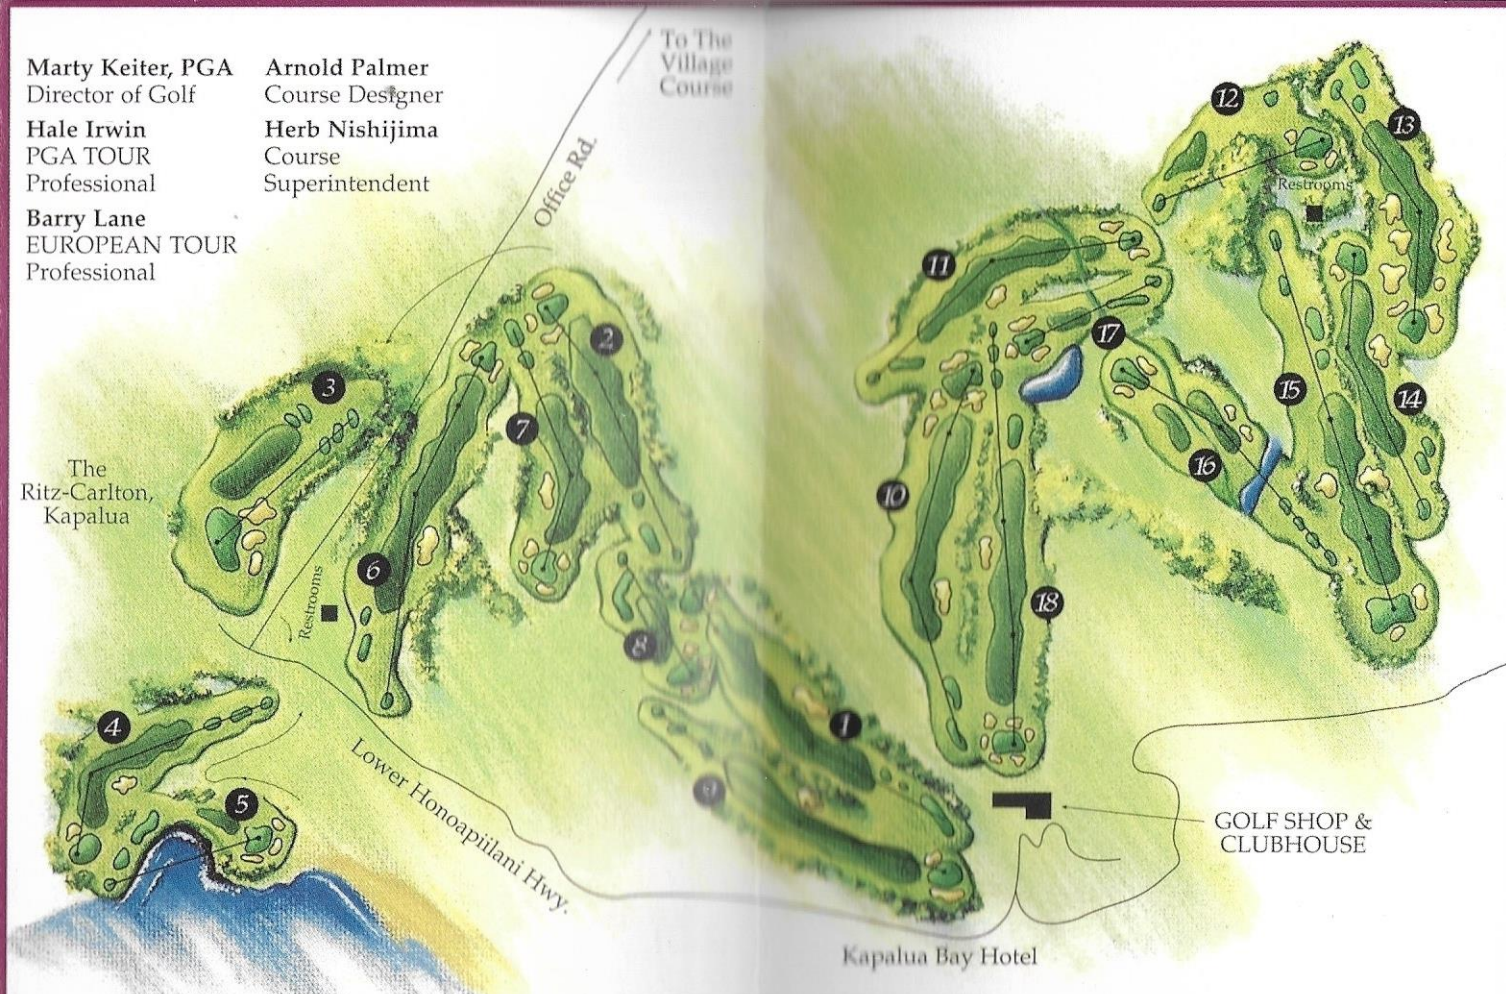 Marty Keiter, PGA
Director of Golf
Hale Irwin
PGA TOUR
Professional
Barry Lane
EUROPEAN TOUR
Professional
Arnold Palmer
Course Designer
Herb Nishijima
Course
Superintendent
To The
Village
Course
Office Rd.
12
13
Restrooms
11
17
2
3
7
15
14
16
10
The
Ritz-Carlton,
Kapalua
6
Restrooms
18
8
4
1
9
5
Lower Honoapiilani Hwy.
GOLF SHOP &
CLUBHOUSE
Kapalua Bay Hotel